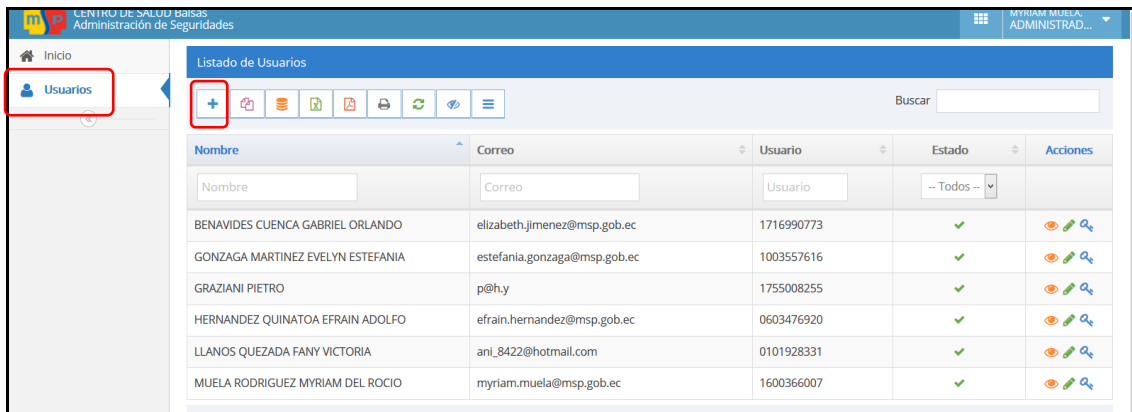 msp
CENTRO DE SALUD Balsas
Administración de Seguridades
MYRIAM MUELA,
ADMINISTRAD...
Inicio
Usuarios
Listado de Usuarios
Buscar
Nombre Correo Usuario Estado Acciones
Nombre Correo Usuario -- Todos --
BENAVIDES CUENCA GABRIEL ORLANDO elizabeth.jimenez@msp.gob.ec 1716990773
GONZAGA MARTINEZ EVELYN ESTEFANIA estefania.gonzaga@msp.gob.ec 1003557616
GRAZIANI PIETRO p@h.y 1755008255
HERNANDEZ QUINATOA EFRAIN ADOLFO efrain.hernandez@msp.gob.ec 0603476920
LLANOS QUEZADA FANY VICTORIA ani_8422@hotmail.com 0101928331
MUELA RODRIGUEZ MYRIAM DEL ROCIO myriam.muela@msp.gob.ec 1600366007